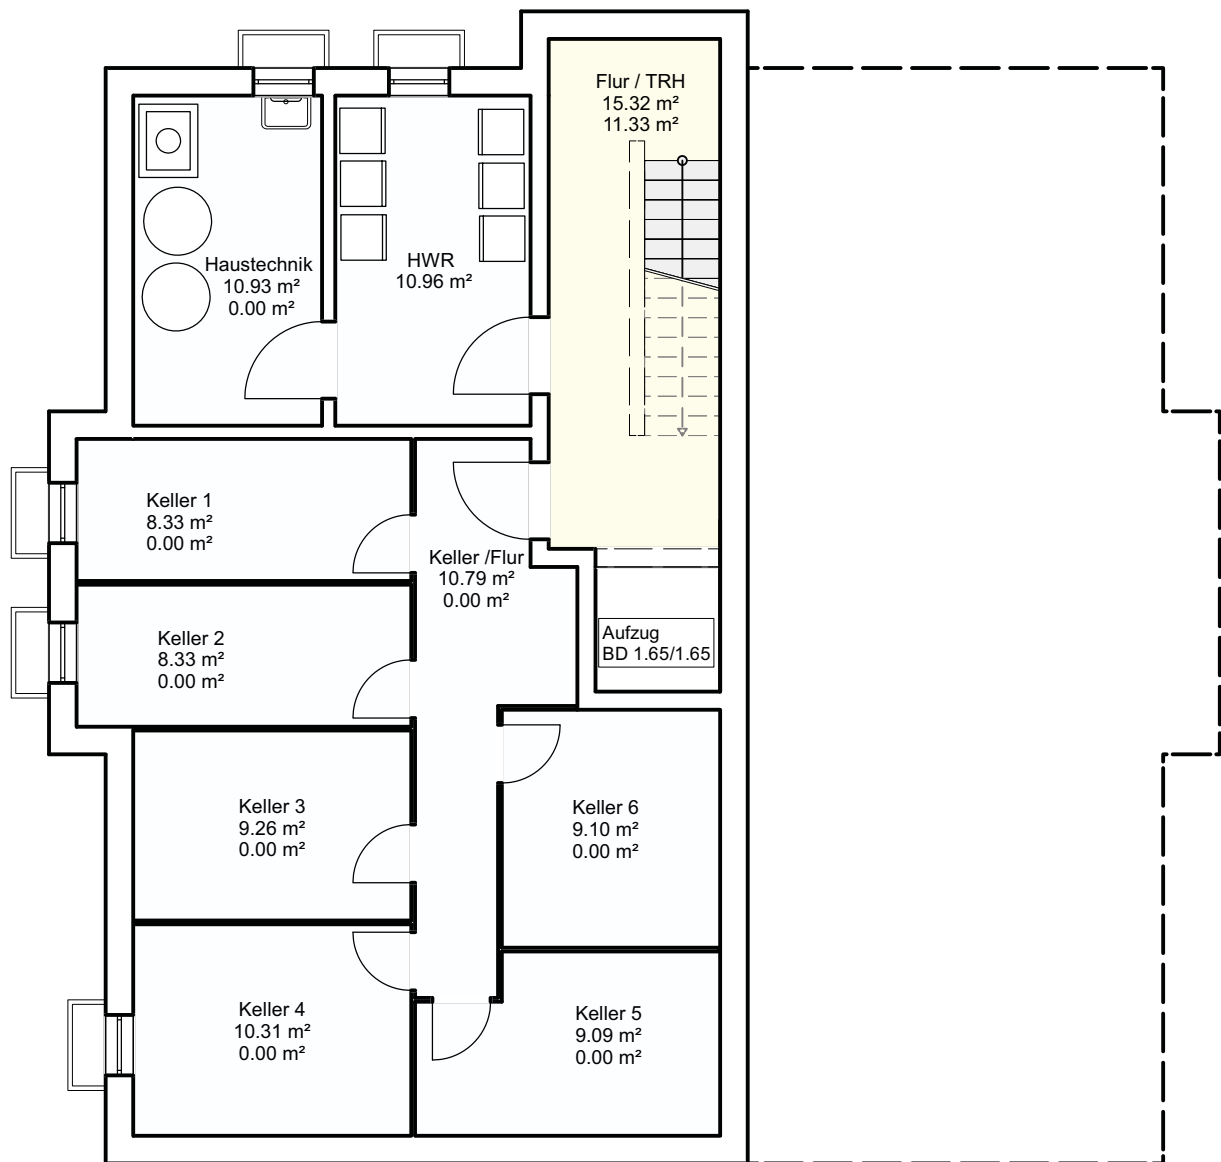 Flur / TRH
15.32 m²
11.33 m²
Haustechnik
10.93 m²
0.00 m²
HWR
10.96 m²
Keller 1
8.33 m²
0.00 m²
Keller /Flur
10.79 m²
0.00 m²
Keller 2
8.33 m²
0.00 m²
Aufzug
BD 1.65/1.65
Keller 3
9.26 m²
0.00 m²
Keller 6
9.10 m²
0.00 m²
Keller 4
10.31 m²
0.00 m²
Keller 5
9.09 m²
0.00 m²